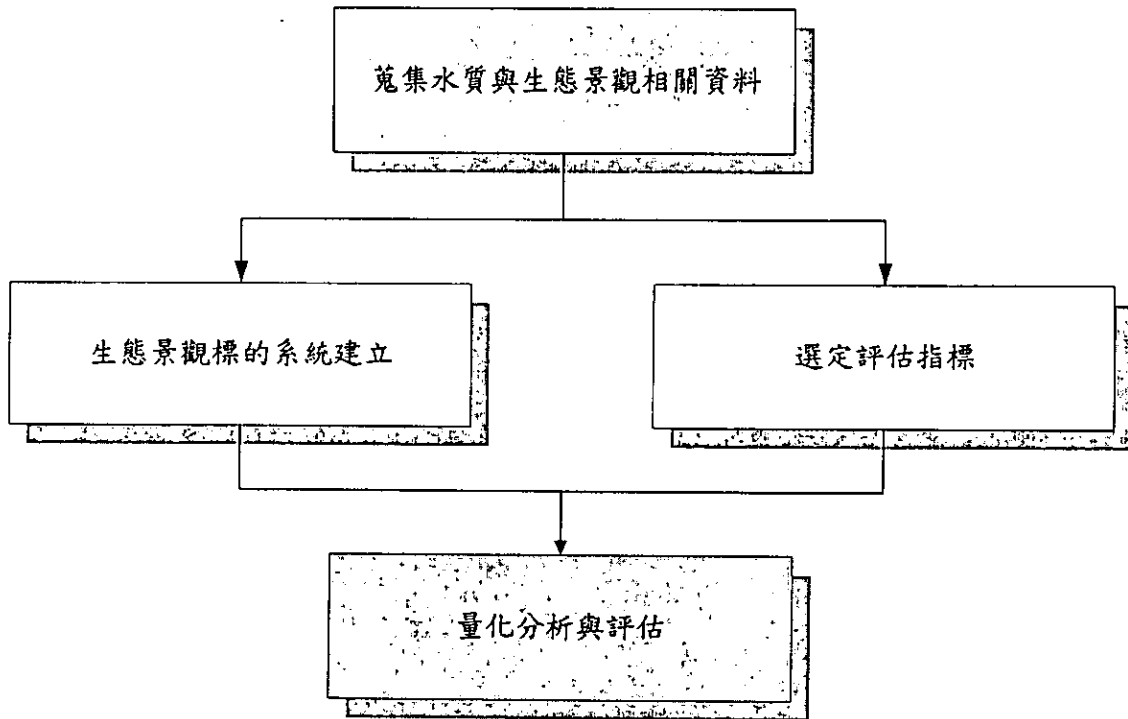 蒐集水質與生態景觀相關資料
生態景觀標的系統建立
選定評估指標
量化分析與評估